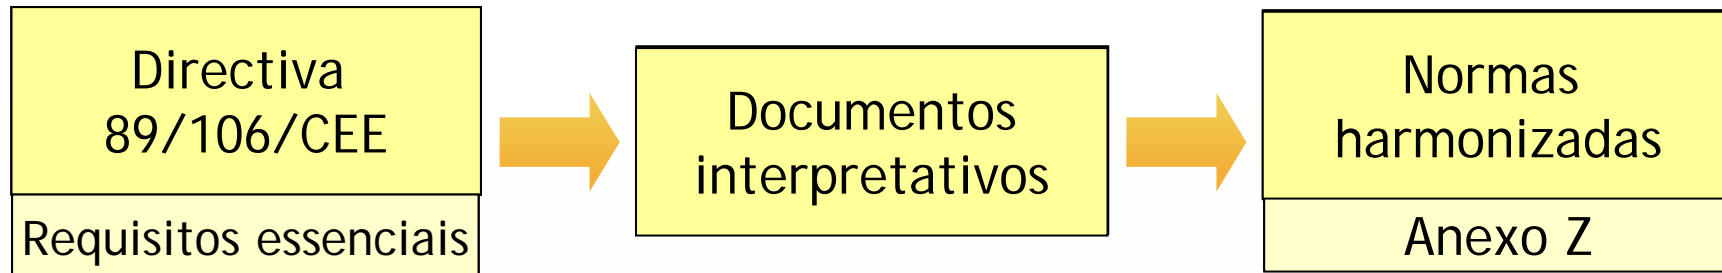 Directiva
89/106/CEE
Requisitos essenciais
Documentos
interpretativos
Normas
harmonizadas
Anexo Z